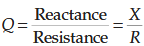 Q = Reactance / Resistance = X / R